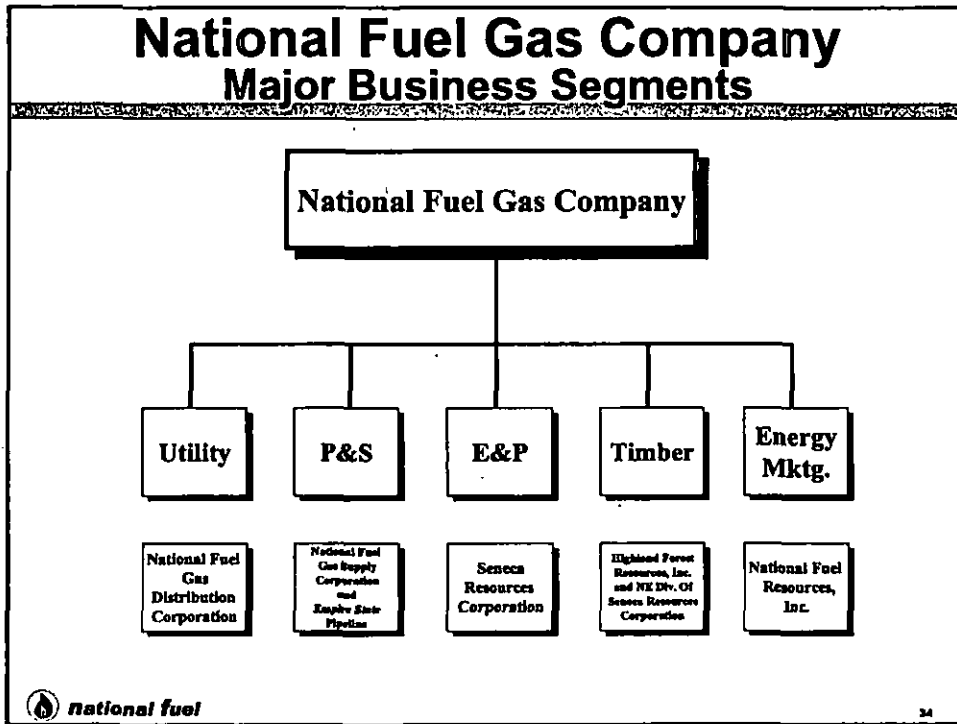 National Fuel Gas Company
Major Business Segments
National Fuel Gas Company
Utility
P&S
E&P
Timber
Energy
Mktg.
National Fuel
Gas
Distribution
Corporation
National Fuel
Gas Supply
Corporation
and
Empire State
Pipeline
Seneca
Resources
Corporation
Highland Forest
Resources, Inc.
and NE Div. Of
Seneca Resources
Corporation
National Fuel
Resources,
Inc.
national fuel
34